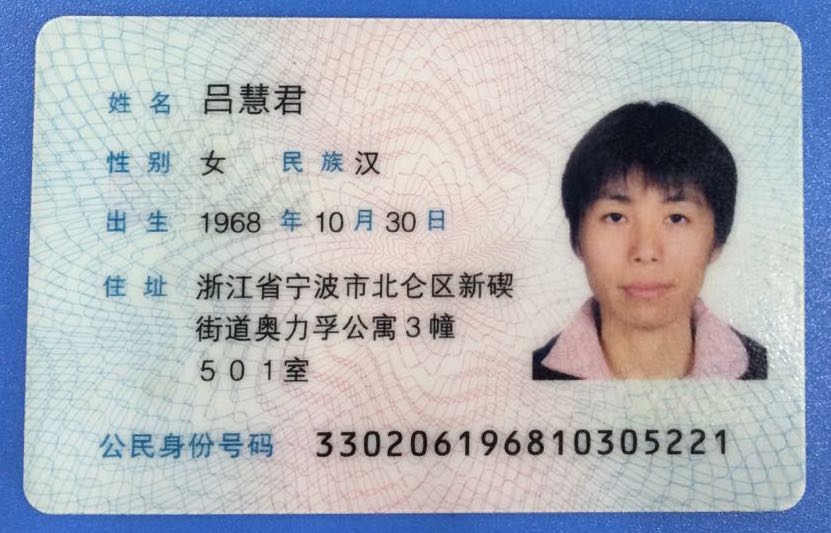 姓名 吕慧君
性别 女 民族 汉
出生 1968 年 10 月 30 日
住址 浙江省宁波市北仑区新碶
街道奥力孚公寓3幢
501室
公民身份号码 330206196810305221